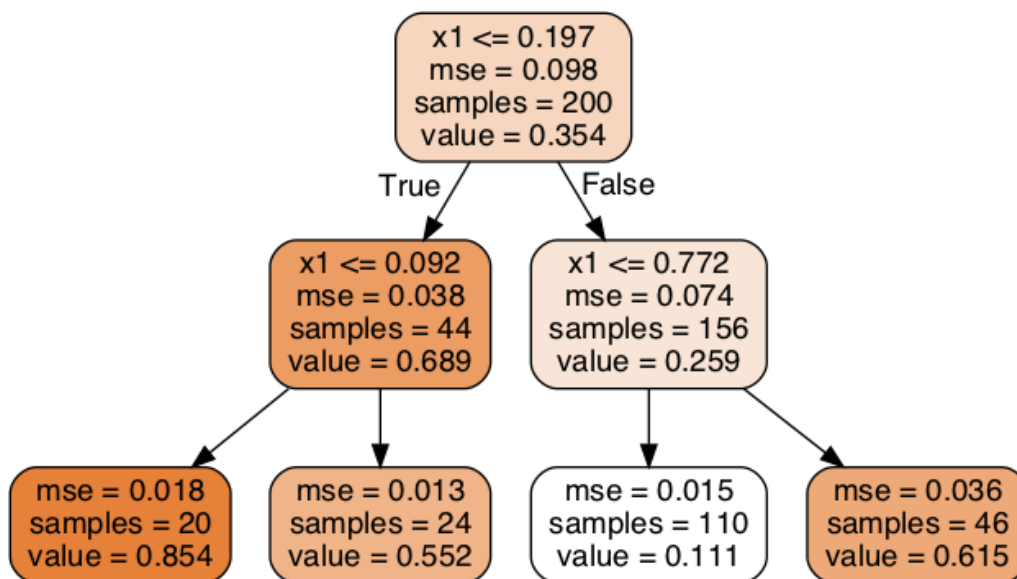 x1 <= 0.197
mse = 0.098
samples = 200
value = 0.354
True
False
x1 <= 0.092
mse = 0.038
samples = 44
value = 0.689
x1 <= 0.772
mse = 0.074
samples = 156
value = 0.259
mse = 0.018
samples = 20
value = 0.854
mse = 0.013
samples = 24
value = 0.552
mse = 0.015
samples = 110
value = 0.111
mse = 0.036
samples = 46
value = 0.615